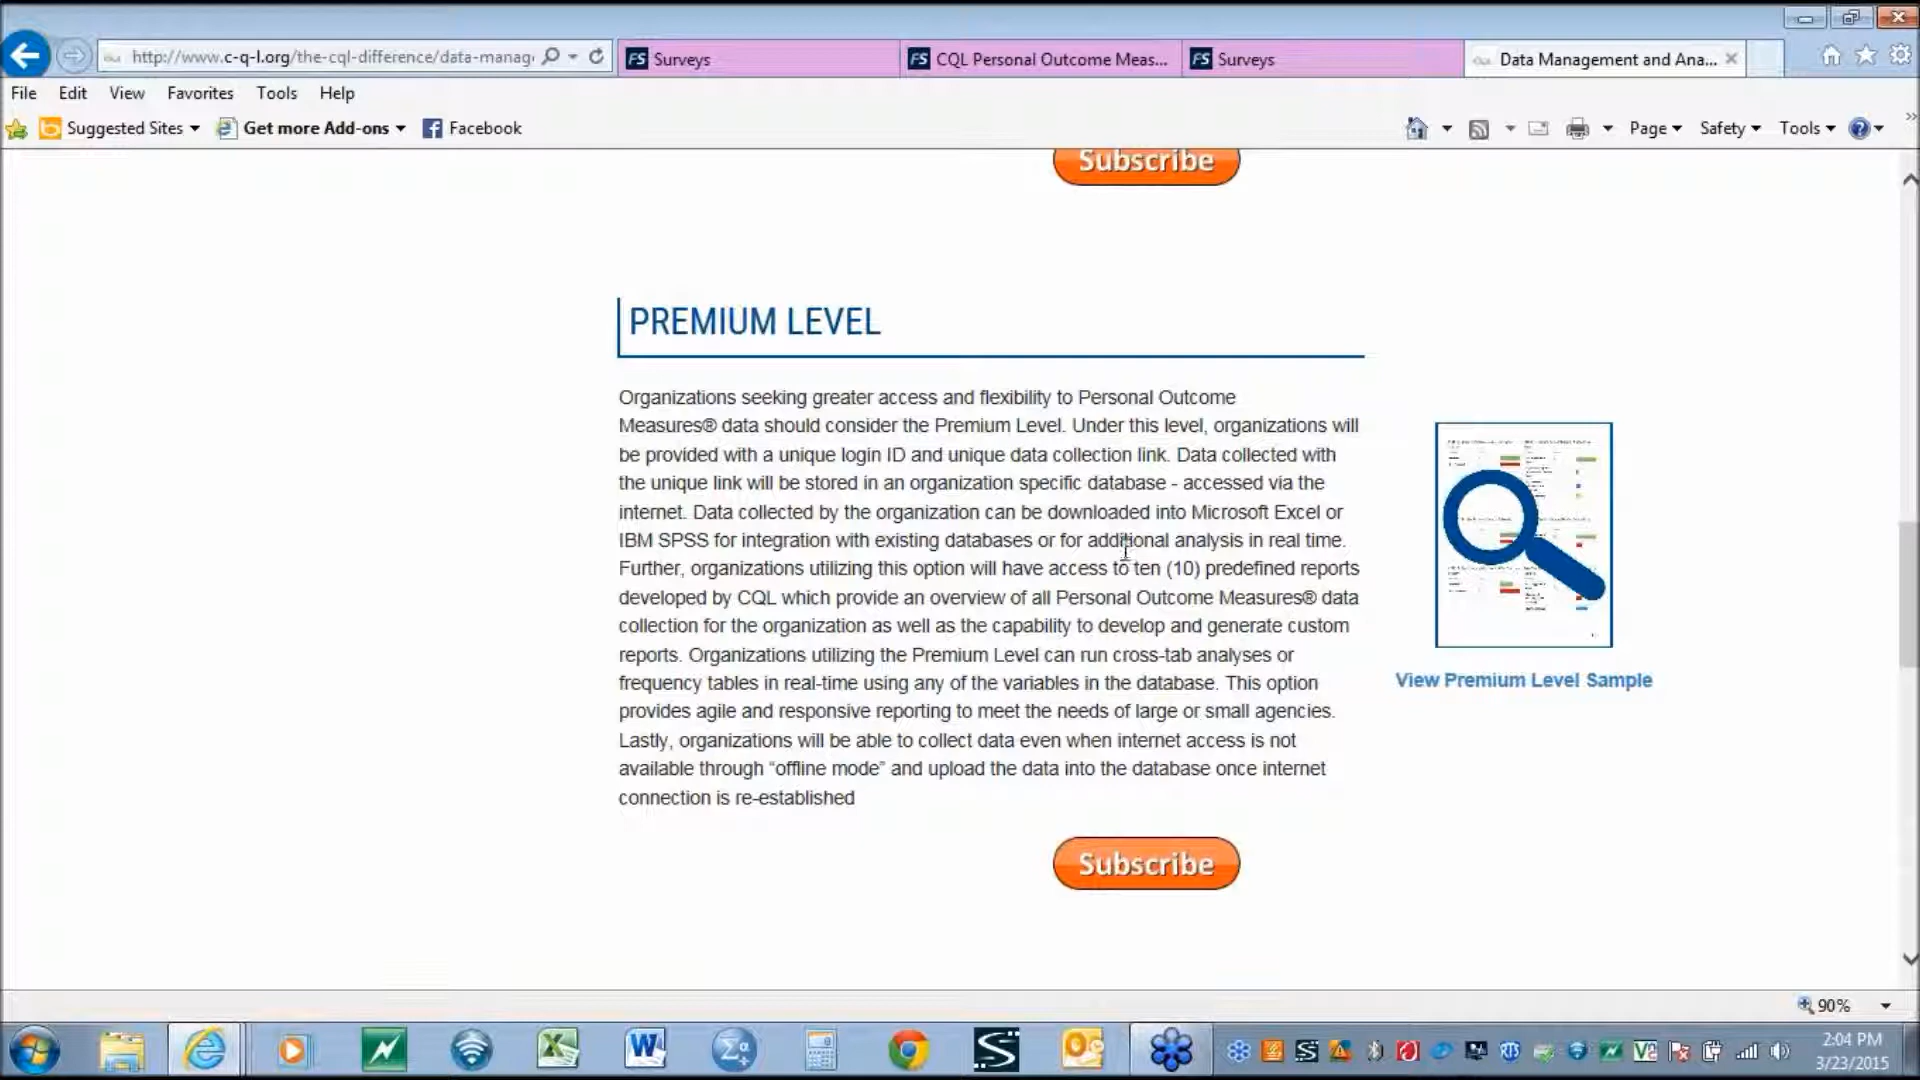 http://www.c-q-l.org/the-cql-difference/data-manag
Surveys
CQL Personal Outcome Meas...
Surveys
Data Management and Ana...
File Edit View Favorites Tools Help
Suggested Sites Get more Add-ons Facebook
Page Safety Tools
Subscribe
PREMIUM LEVEL
Organizations seeking greater access and flexibility to Personal Outcome
Measures® data should consider the Premium Level. Under this level, organizations will
be provided with a unique login ID and unique data collection link. Data collected with
the unique link will be stored in an organization specific database - accessed via the
internet. Data collected by the organization can be downloaded into Microsoft Excel or
IBM SPSS for integration with existing databases or for additional analysis in real time.
Further, organizations utilizing this option will have access to ten (10) predefined reports
developed by CQL which provide an overview of all Personal Outcome Measures® data
collection for the organization as well as the capability to develop and generate custom
reports. Organizations utilizing the Premium Level can run cross-tab analyses or
frequency tables in real-time using any of the variables in the database. This option
provides agile and responsive reporting to meet the needs of large or small agencies.
Lastly, organizations will be able to collect data even when internet access is not
available through “offline mode” and upload the data into the database once internet
connection is re-established
View Premium Level Sample
Subscribe
90%
2:04 PM
3/23/2015